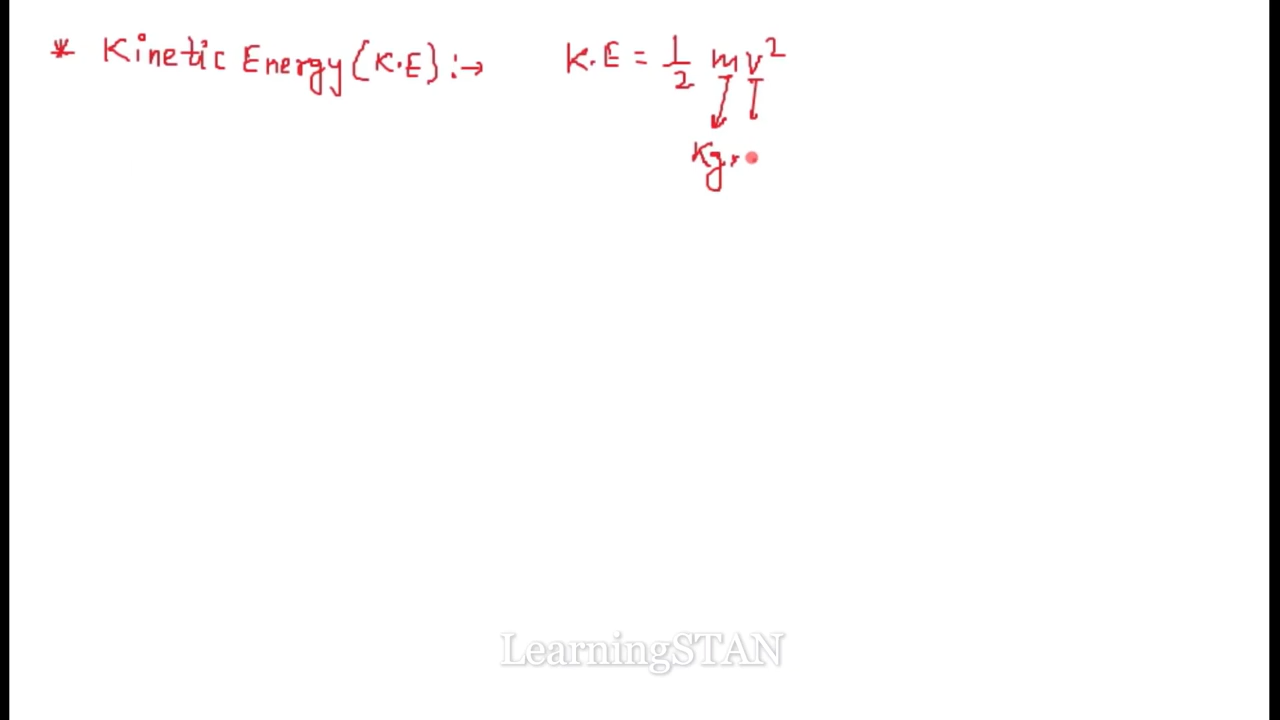 * Kinetic Energy (K.E) :→ K.E = 1/2 mv²
Kg.
LearningSTAN